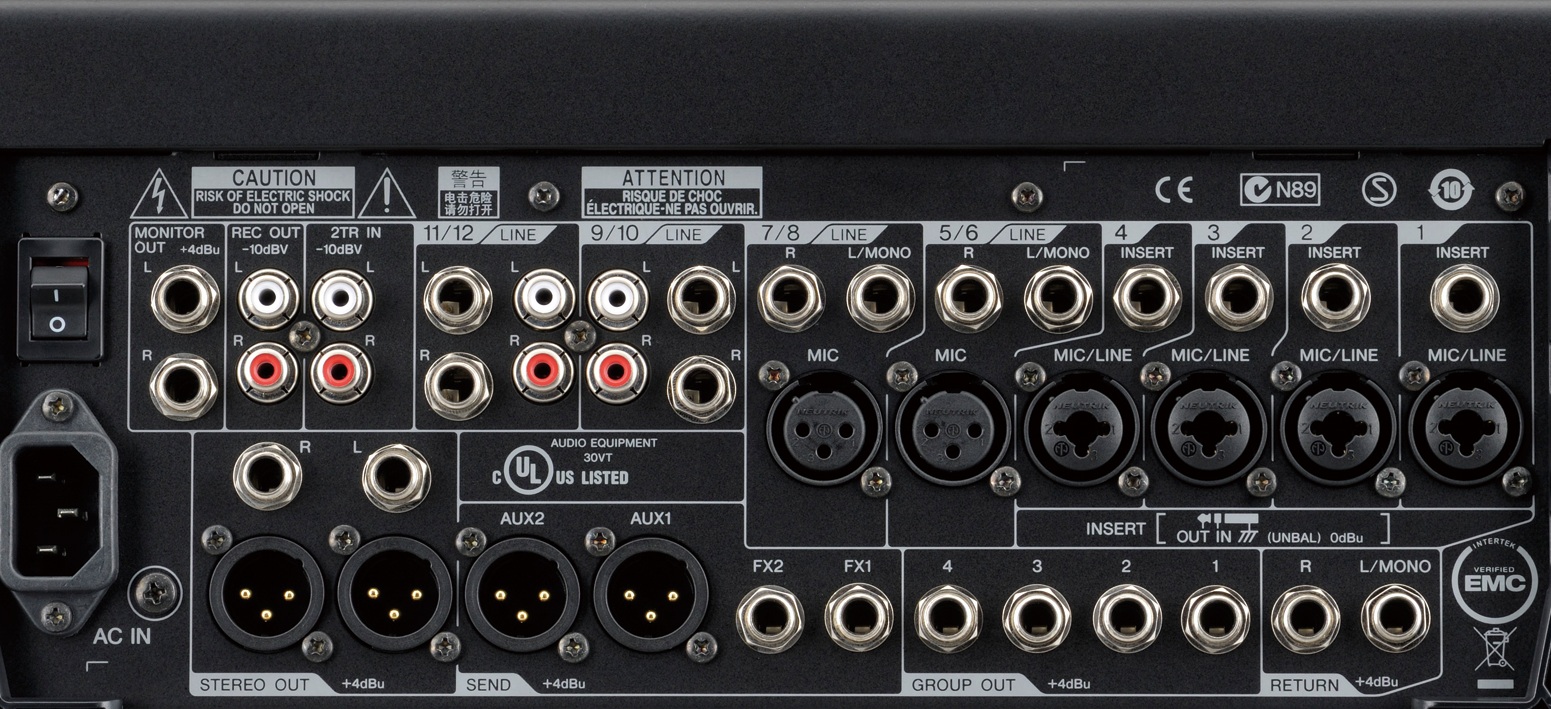 CAUTION
RISK OF ELECTRIC SHOCK
DO NOT OPEN
警告
电击危险
请勿打开
ATTENTION
RISQUE DE CHOC
ÉLECTRIQUE-NE PAS OUVRIR.
CE
N89
S
10
MONITOR
OUT +4dBu
L
R
REC OUT
-10dBV
L
R
2TR IN
-10dBV
L
R
11/12 LINE
L
L
R
R
9/10 LINE
L
L
R
R
7/8 LINE
R L/MONO
MIC
5/6 LINE
R L/MONO
MIC
4
INSERT
MIC/LINE
NEUTRIK
3
INSERT
MIC/LINE
NEUTRIK
2
INSERT
MIC/LINE
NEUTRIK
1
INSERT
MIC/LINE
NEUTRIK
I
O
AC IN
R L
STEREO OUT +4dBu
AUDIO EQUIPMENT
30VT
C UL US LISTED
AUX2 AUX1
FX2 FX1
SEND +4dBu
INSERT [ OUT IN (UNBAL) 0dBu ]
4 3 2 1
GROUP OUT +4dBu
R L/MONO
RETURN +4dBu
INTERTEK
VERIFIED
EMC